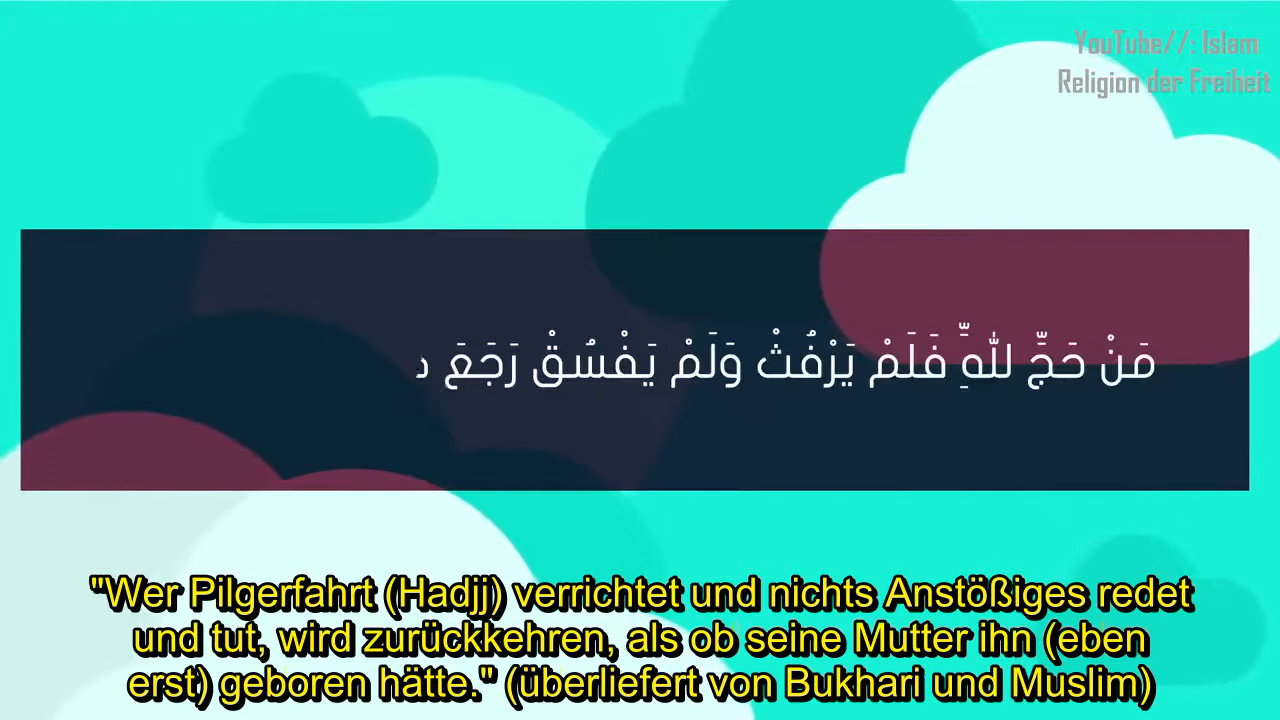 YouTube//: Islam
Religion der Freiheit
مَنْ حَجَّ للهِ فَلَمْ يَرْفُثْ وَلَمْ يَفْسُقْ رَجَعَ
"Wer Pilgerfahrt (Hadjj) verrichtet und nichts Anstößiges redet
und tut, wird zurückkehren, als ob seine Mutter ihn (eben
erst) geboren hätte." (überliefert von Bukhari und Muslim)